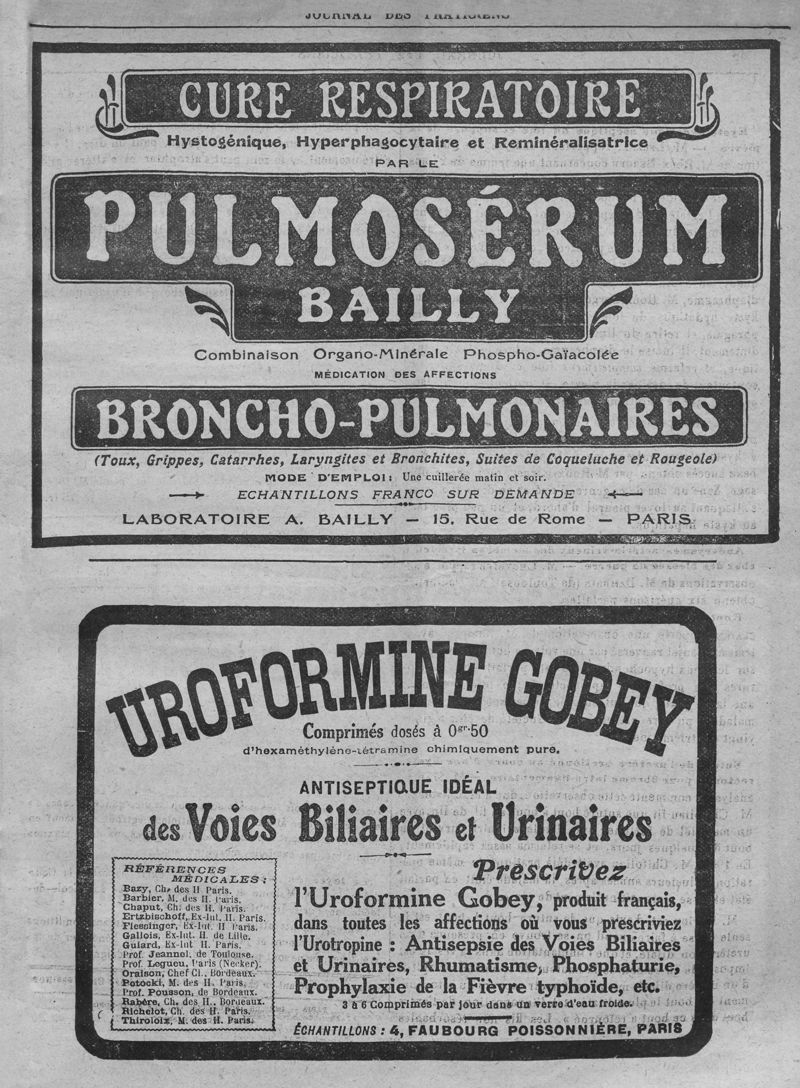 JOURNAL DES PRATICIENS
CURE RESPIRATOIRE
Hystogénique, Hyperphagocytaire et Reminéralisatrice
PAR LE
PULMOSÉRUM
BAILLY
Combinaison Organo-Minérale Phospho-Gaïacolée
MÉDICATION DES AFFECTIONS
BRONCHO-PULMONAIRES
(Toux, Grippes, Catarrhes, Laryngites et Bronchites, Suites de Coqueluche et Rougeole)
MODE D'EMPLOI : Une cuillerée matin et soir.
ECHANTILLONS FRANCO SUR DEMANDE
LABORATOIRE A. BAILLY — 15, Rue de Rome — PARIS
UROFORMINE GOBEY
Comprimés dosés à 0gr.50
d'hexaméthylène-tétramine chimiquement pure.
ANTISEPTIQUE IDÉAL
des Voies Biliaires et Urinaires
RÉFÉRENCES
MÉDICALES :
Bazy, Ch. des H. Paris.
Barbier, M. des H. Paris.
Chaput, Ch. des H. Paris.
Ertzbischoff, Ex-Int. H. Paris.
Flessinger, Ex-Int. H Paris.
Gallois, Ex-Int. H. de Lille.
Guiard, Ex-Int H. Paris.
Prof. Jeannel, de Toulouse.
Prof. Legueu, Paris (Necker).
Oraison, Chef Cl., Bordeaux.
Potocki, M. des H. Paris.
Prof. Pousson, de Bordeaux.
Rabère, Ch. des H., Bordeaux.
Richelot, Ch. des H. Paris.
Thiroloix, M. des H. Paris.
Prescrivez
l'Uroformine Gobey, produit français,
dans toutes les affections où vous prescriviez
l'Urotropine : Antisepsie des Voies Biliaires
et Urinaires, Rhumatisme, Phosphaturie,
Prophylaxie de la Fièvre typhoïde, etc.
3 à 6 Comprimés par jour dans un verre d'eau froide.
ÉCHANTILLONS : 4, FAUBOURG POISSONNIÈRE, PARIS